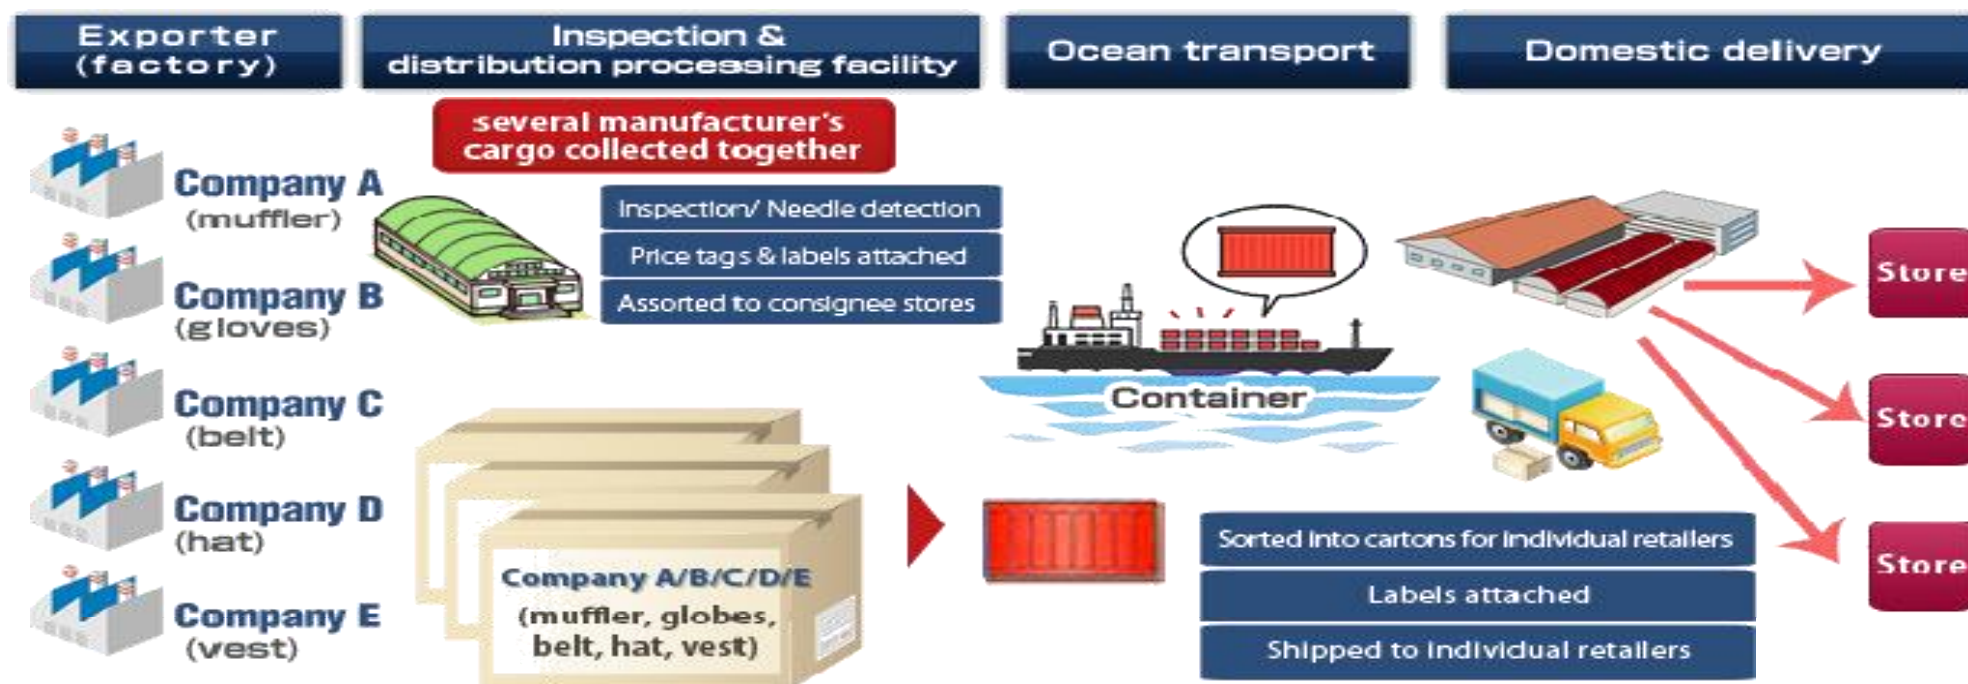 Exporter
(factory)
Inspection &
distribution processing facility
Ocean transport
Domestic delivery
several manufacturer's
cargo collected together
Company A
(muffler)
Company B
(gloves)
Company C
(belt)
Company D
(hat)
Company E
(vest)
Inspection/ Needle detection
Price tags & labels attached
Assorted to consignee stores
Company A/B/C/D/E
(muffler, globes,
belt, hat, vest)
Container
Sorted into cartons for individual retailers
Labels attached
Shipped to individual retailers
Store
Store
Store